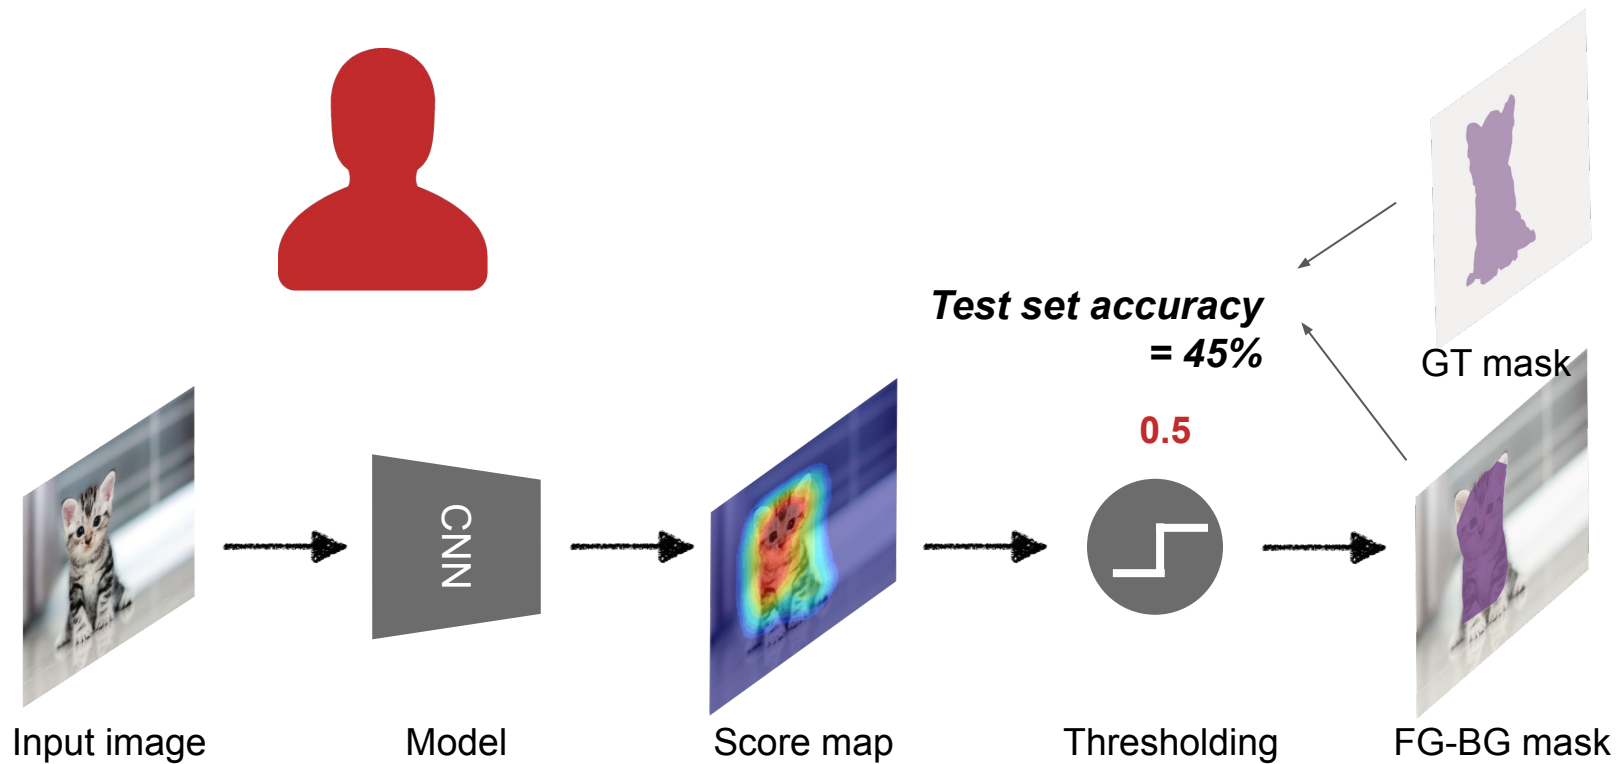 Test set accuracy
= 45%
GT mask
0.5
CNN
Input image
Model
Score map
Thresholding
FG-BG mask